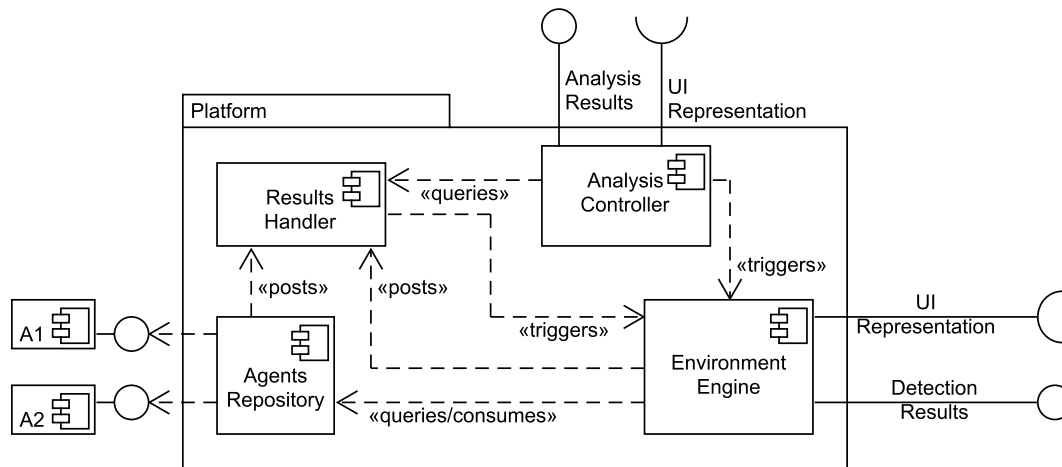 Analysis
Results
UI
Representation
Platform
Results
Handler
«queries»
Analysis
Controller
«posts»
«posts»
«triggers»
«triggers»
A1
A2
Agents
Repository
Environment
Engine
«queries/consumes»
UI
Representation
Detection
Results